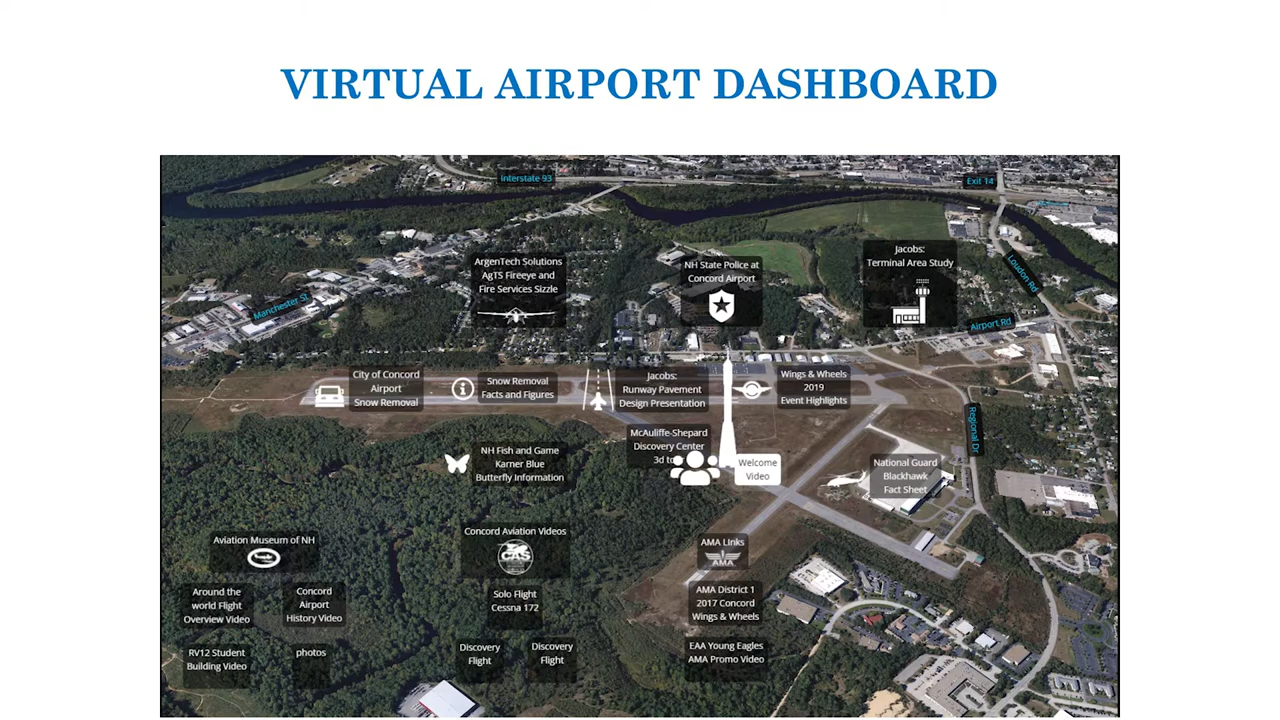 VIRTUAL AIRPORT DASHBOARD
Interstate 93
Exit 14
Loudon Rd
Manchester St
Airport Rd
Regional Dr
ArgenTech Solutions
AgTS Fireeye and
Fire Services Sizzle
NH State Police at
Concord Airport
Jacobs:
Terminal Area Study
City of Concord
Airport
Snow Removal
Snow Removal
Facts and Figures
Jacobs:
Runway Pavement
Design Presentation
Wings & Wheels
2019
Event Highlights
McAuliffe-Shepard
Discovery Center
3d
Welcome
Video
NH Fish and Game
Karner Blue
Butterfly Information
National Guard
Blackhawk
Fact Sheet
Aviation Museum of NH
Around the
world Flight
Overview Video
Concord
Airport
History Video
RV12 Student
Building Video
photos
Concord Aviation Videos
CAS
Solo Flight
Cessna 172
Discovery
Flight
Discovery
Flight
AMA Links
AMA
AMA District 1
2017 Concord
Wings & Wheels
EAA Young Eagles
AMA Promo Video